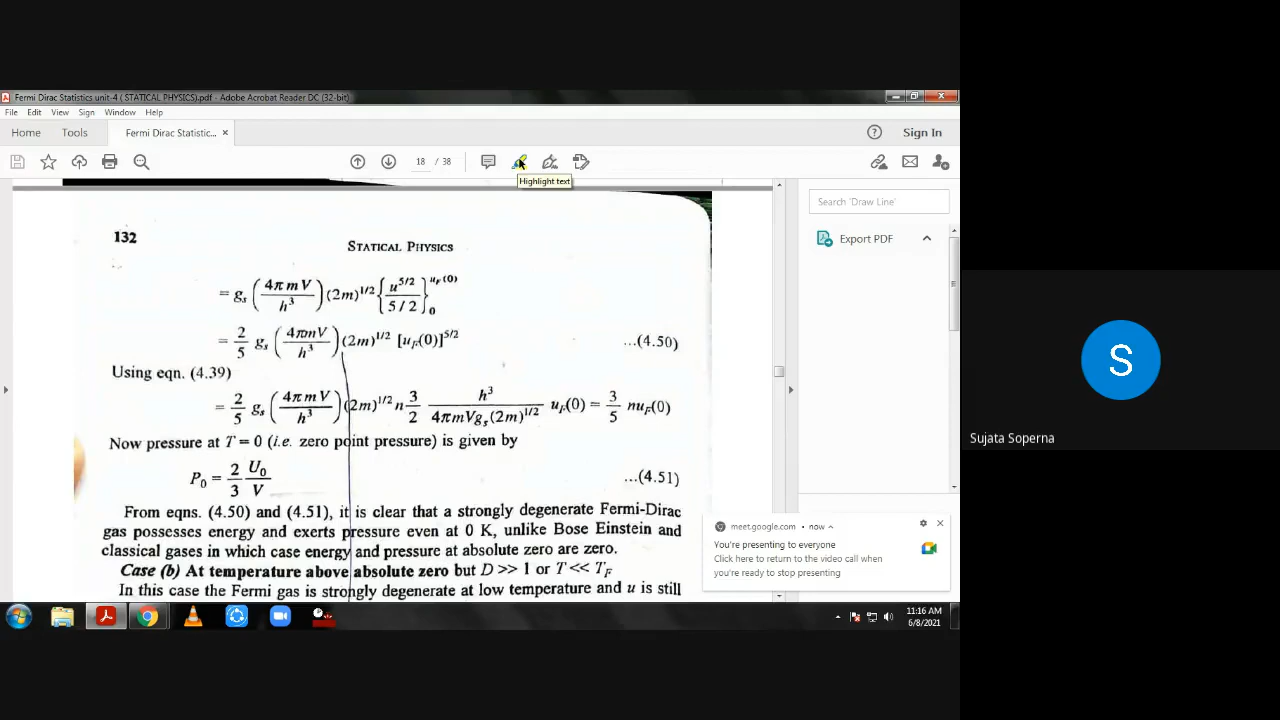 Fermi Dirac Statistics unit-4 ( STATICAL PHYSICS).pdf - Adobe Acrobat Reader DC (32-bit)
File Edit View Sign Window Help
Home Tools Fermi Dirac Statistic... × Sign In
18 / 38
Highlight text
Search 'Draw Line'
Export PDF
132
STATICAL PHYSICS
= g_s (4π m V / h³) (2m)^1/2 {u^5/2 / 5/2}_0^u_F(0)
= 2/5 g_s (4πmV / h³) (2m)^1/2 [u_F(0)]^5/2 ...(4.50)
Using eqn. (4.39)
= 2/5 g_s (4π m V / h³) (2m)^1/2 n 3/2 h³ / 4πmVg_s(2m)^1/2 u_F(0) = 3/5 nu_F(0)
Now pressure at T = 0 (i.e. zero point pressure) is given by
P₀ = 2/3 U₀/V ...(4.51)
From eqns. (4.50) and (4.51), it is clear that a strongly degenerate Fermi-Dirac
gas possesses energy and exerts pressure even at 0 K, unlike Bose Einstein and
classical gases in which case energy and pressure at absolute zero are zero.
Case (b) At temperature above absolute zero but D >> 1 or T << T_F
In this case the Fermi gas is strongly degenerate at low temperature and u is still
meet.google.com • now
You're presenting to everyone
Click here to return to the video call when
you're ready to stop presenting
11:16 AM
6/8/2021
S
Sujata Soperna